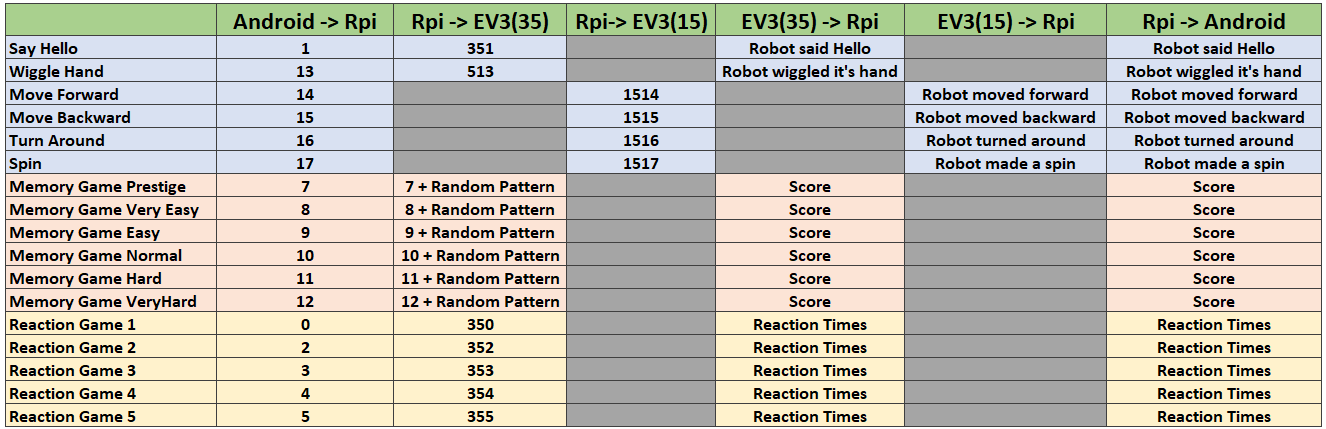 Android -> Rpi Rpi -> EV3(35) Rpi-> EV3(15) EV3(35) -> Rpi EV3(15) -> Rpi Rpi -> Android
Say Hello 1 351 Robot said Hello Robot said Hello
Wiggle Hand 13 513 Robot wiggled it's hand Robot wiggled it's hand
Move Forward 14 1514 Robot moved forward Robot moved forward
Move Backward 15 1515 Robot moved backward Robot moved backward
Turn Around 16 1516 Robot turned around Robot turned around
Spin 17 1517 Robot made a spin Robot made a spin
Memory Game Prestige 7 7 + Random Pattern Score Score
Memory Game Very Easy 8 8 + Random Pattern Score Score
Memory Game Easy 9 9 + Random Pattern Score Score
Memory Game Normal 10 10 + Random Pattern Score Score
Memory Game Hard 11 11 + Random Pattern Score Score
Memory Game VeryHard 12 12 + Random Pattern Score Score
Reaction Game 1 0 350 Reaction Times Reaction Times
Reaction Game 2 2 352 Reaction Times Reaction Times
Reaction Game 3 3 353 Reaction Times Reaction Times
Reaction Game 4 4 354 Reaction Times Reaction Times
Reaction Game 5 5 355 Reaction Times Reaction Times